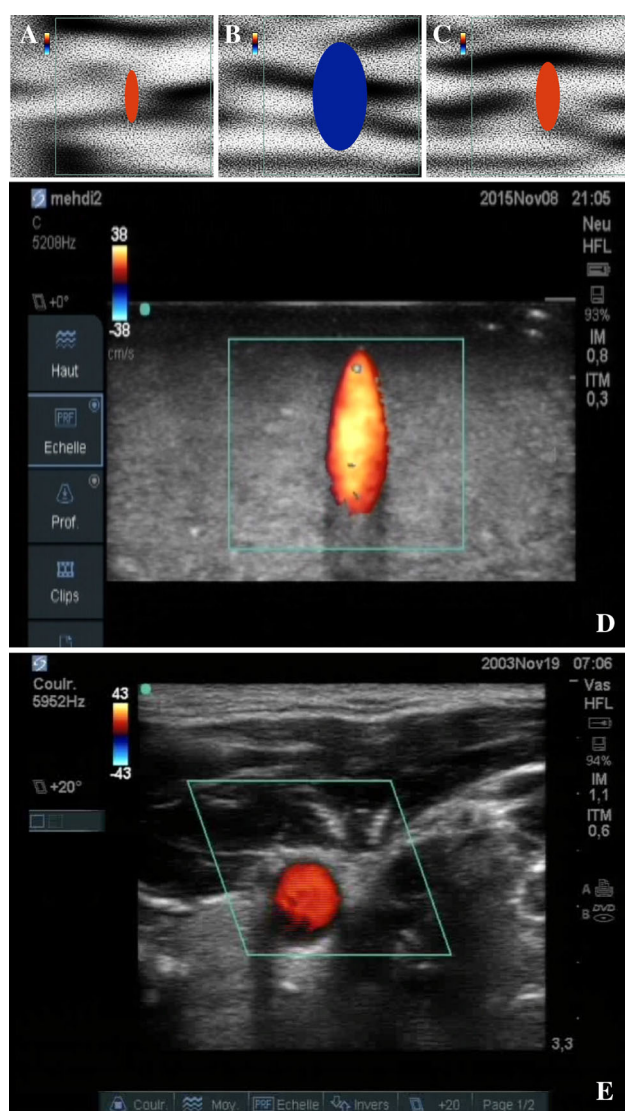 A B C
mehdi2 2015Nov08 21:05
C
5208Hz
Neu
HFL
38
+0°
-38
cm/s
93%
IM
0,8
ITM
0,3
Haut
PRF
Echelle
Prof.
Clips
D
2003Nov19 07:06
Coulr.
5952Hz
Vas
HFL
43
-43
+20°
94%
IM
1,1
ITM
0,6
A
B DVD
3,3
E
Coulr. Moy. PRF Echelle Invers +20 Page 1/2